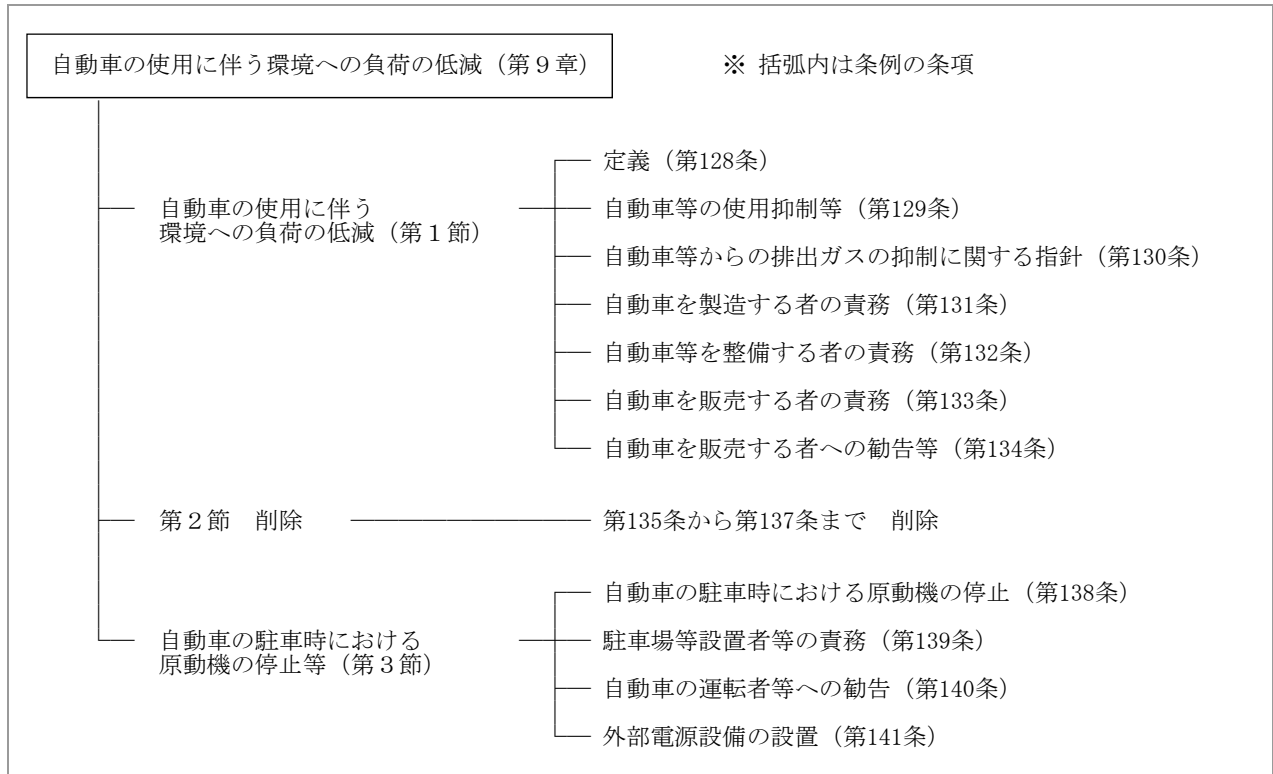 自動車の使用に伴う環境への負荷の低減（第９章）
※ 括弧内は条例の条項
自動車の使用に伴う
環境への負荷の低減（第１節）
定義（第128条）
自動車等の使用抑制等（第129条）
自動車等からの排出ガスの抑制に関する指針（第130条）
自動車を製造する者の責務（第131条）
自動車等を整備する者の責務（第132条）
自動車を販売する者の責務（第133条）
自動車を販売する者への勧告等（第134条）
第２節　削除
第135条から第137条まで　削除
自動車の駐車時における
原動機の停止等（第３節）
自動車の駐車時における原動機の停止（第138条）
駐車場等設置者等の責務（第139条）
自動車の運転者等への勧告（第140条）
外部電源設備の設置（第141条）